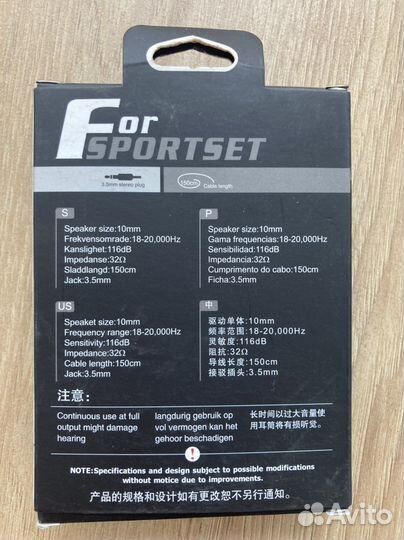 For
SPORTSET
3.5mm stereo plug
150cm
Cable length
S
Speaker size:10mm
Frekvensomrade:18-20,000Hz
Kanslighet:116dB
Impedanse:32Ω
Sladdlangd:150cm
Jack:3.5mm
P
Speaker size:10mm
Gama frequencias:18-20,000Hz
Sensibilidad:116dB
Impedancia:32Ω
Cumprimento do cabo:150cm
Ficha:3.5mm
US
Speaket size:10mm
Frequency range:18-20,000Hz
Sensitivity:116dB
Impedance:32Ω
Cable length:150cm
Jack:3.5mm
中
驱动单体:10mm
频率范围:18-20,000Hz
灵敏度:116dB
阻抗:32Ω
导线长度:150cm
接驳插头:3.5mm
注意:
Continuous use at full
output might damage
hearing
langdurig gebruik op
vol vermogen kan het
gehoor beschadigen
长时间以过大音量使
用耳筒将有损听觉。
!
NOTE:Specifications and design subject to possible modifications
without notice due to improvements.
产品的规格和设计如有更改恕不另行通知。
Avito